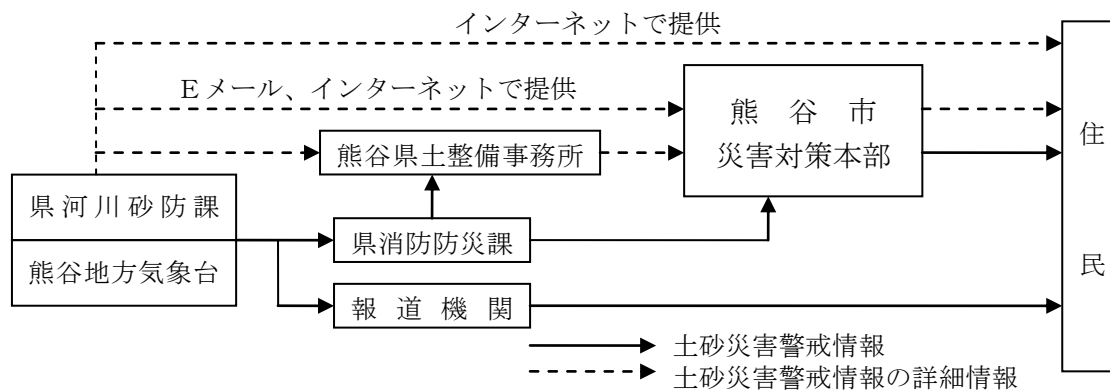 インターネットで提供
Eメール、インターネットで提供
熊谷市
災害対策本部
住民
熊谷県土整備事務所
県河川砂防課
県消防防災課
熊谷地方気象台
報道機関
土砂災害警戒情報
土砂災害警戒情報の詳細情報